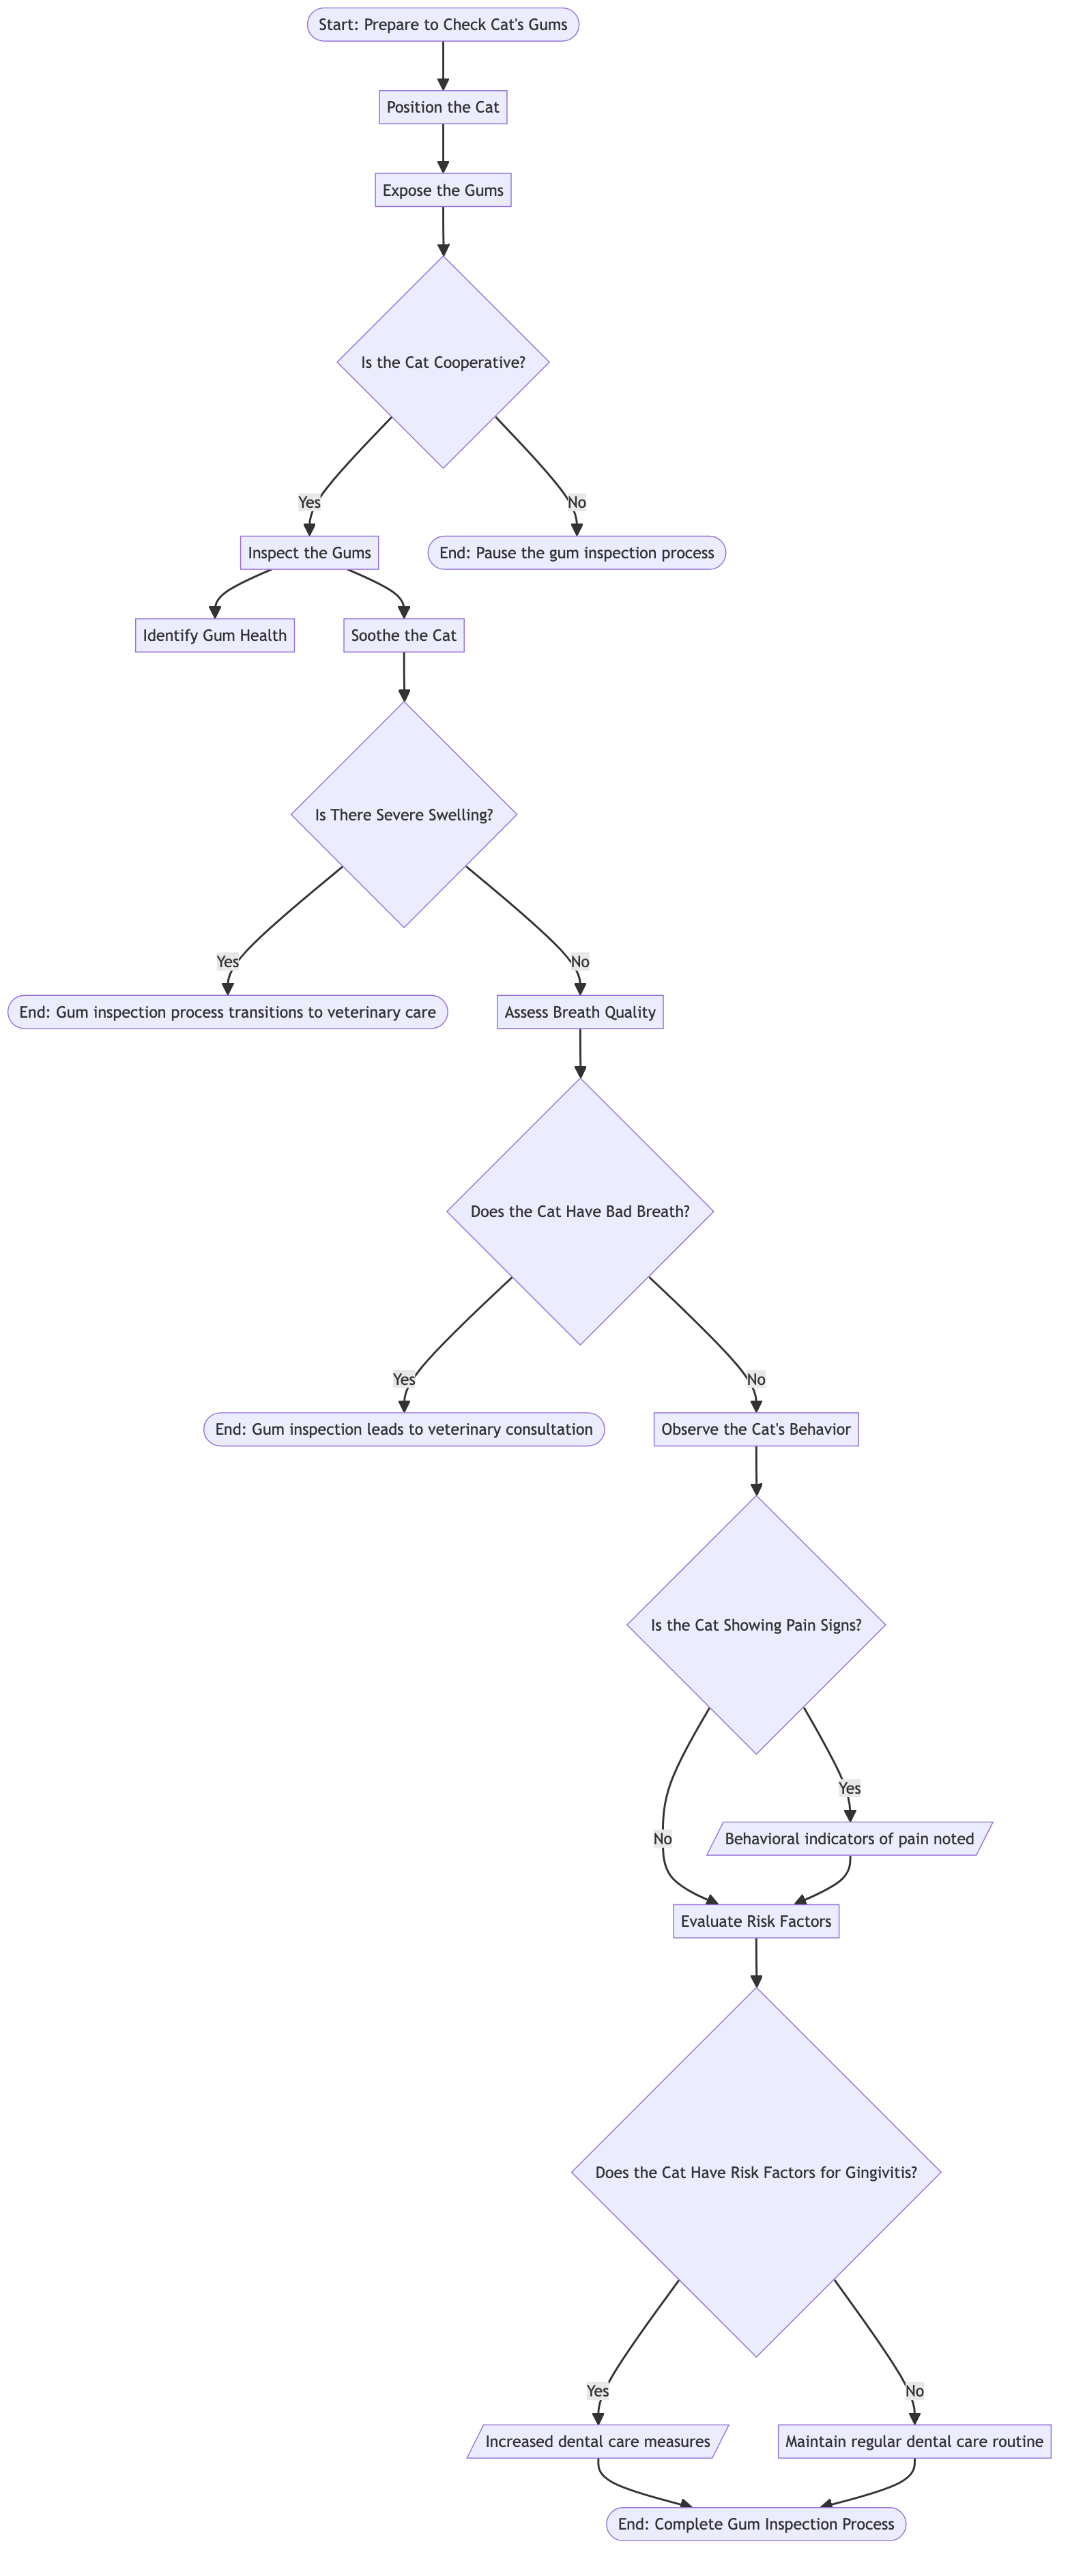 Start: Prepare to Check Cat's Gums
Position the Cat
Expose the Gums
Is the Cat Cooperative?
Yes
No
Inspect the Gums
End: Pause the gum inspection process
Identify Gum Health
Soothe the Cat
Is There Severe Swelling?
Yes
No
End: Gum inspection process transitions to veterinary care
Assess Breath Quality
Does the Cat Have Bad Breath?
Yes
No
End: Gum inspection leads to veterinary consultation
Observe the Cat's Behavior
Is the Cat Showing Pain Signs?
Yes
No
Behavioral indicators of pain noted
Evaluate Risk Factors
Does the Cat Have Risk Factors for Gingivitis?
Yes
No
Increased dental care measures
Maintain regular dental care routine
End: Complete Gum Inspection Process